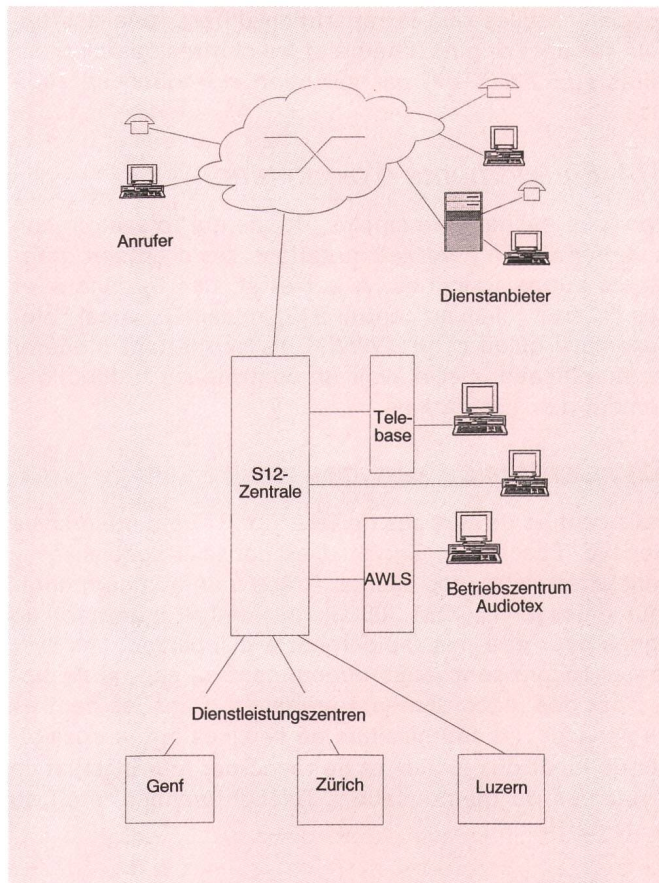 Anrufer
Dienstanbieter
Tele-
base
S12-
Zentrale
AWLS
Betriebszentrum
Audiotex
Dienstleistungszentren
Genf
Zürich
Luzern